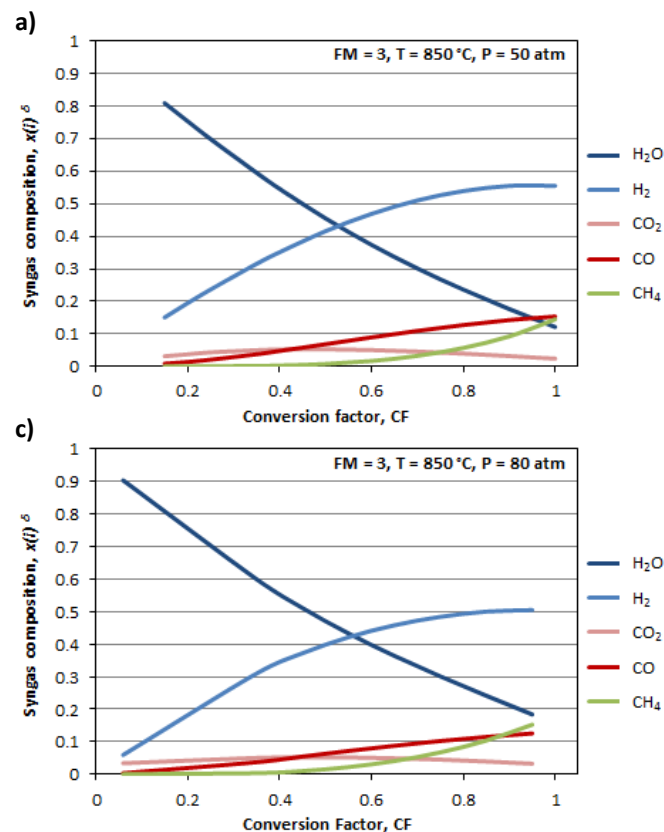 a)
FM = 3, T = 850 °C, P = 50 atm
Syngas composition, x(i) δ
1
0.9
0.8
0.7
0.6
0.5
0.4
0.3
0.2
0.1
0
0 0.2 0.4 0.6 0.8 1
Conversion factor, CF
H₂O
H₂
CO₂
CO
CH₄
c)
FM = 3, T = 850 °C, P = 80 atm
Syngas composition, x(i) δ
1
0.9
0.8
0.7
0.6
0.5
0.4
0.3
0.2
0.1
0
0 0.2 0.4 0.6 0.8 1
Conversion Factor, CF
H₂O
H₂
CO₂
CO
CH₄